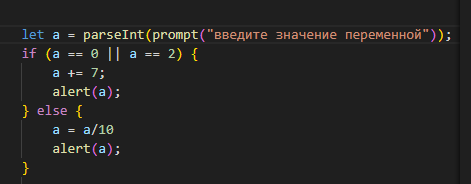 let a = parseInt(prompt("введите значение переменной"));
if (a == 0 || a == 2) {
    a += 7;
    alert(a);
} else {
    a = a/10
    alert(a);
}